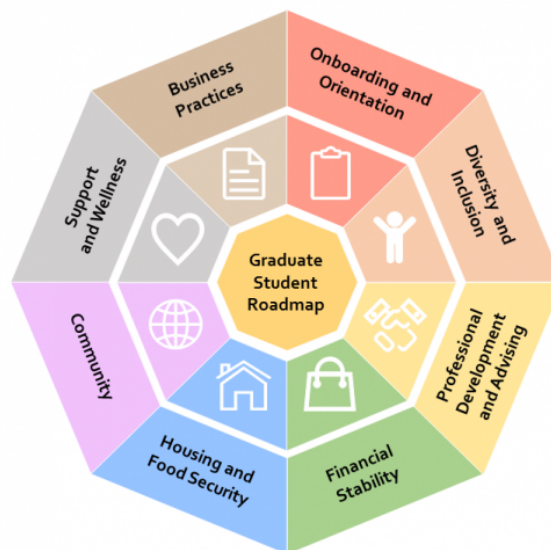 Business
Practices
Onboarding and
Orientation
Diversity and
Inclusion
Professional
Development
and Advising
Financial
Stability
Housing and
Food Security
Community
Support
and Wellness
Graduate
Student
Roadmap